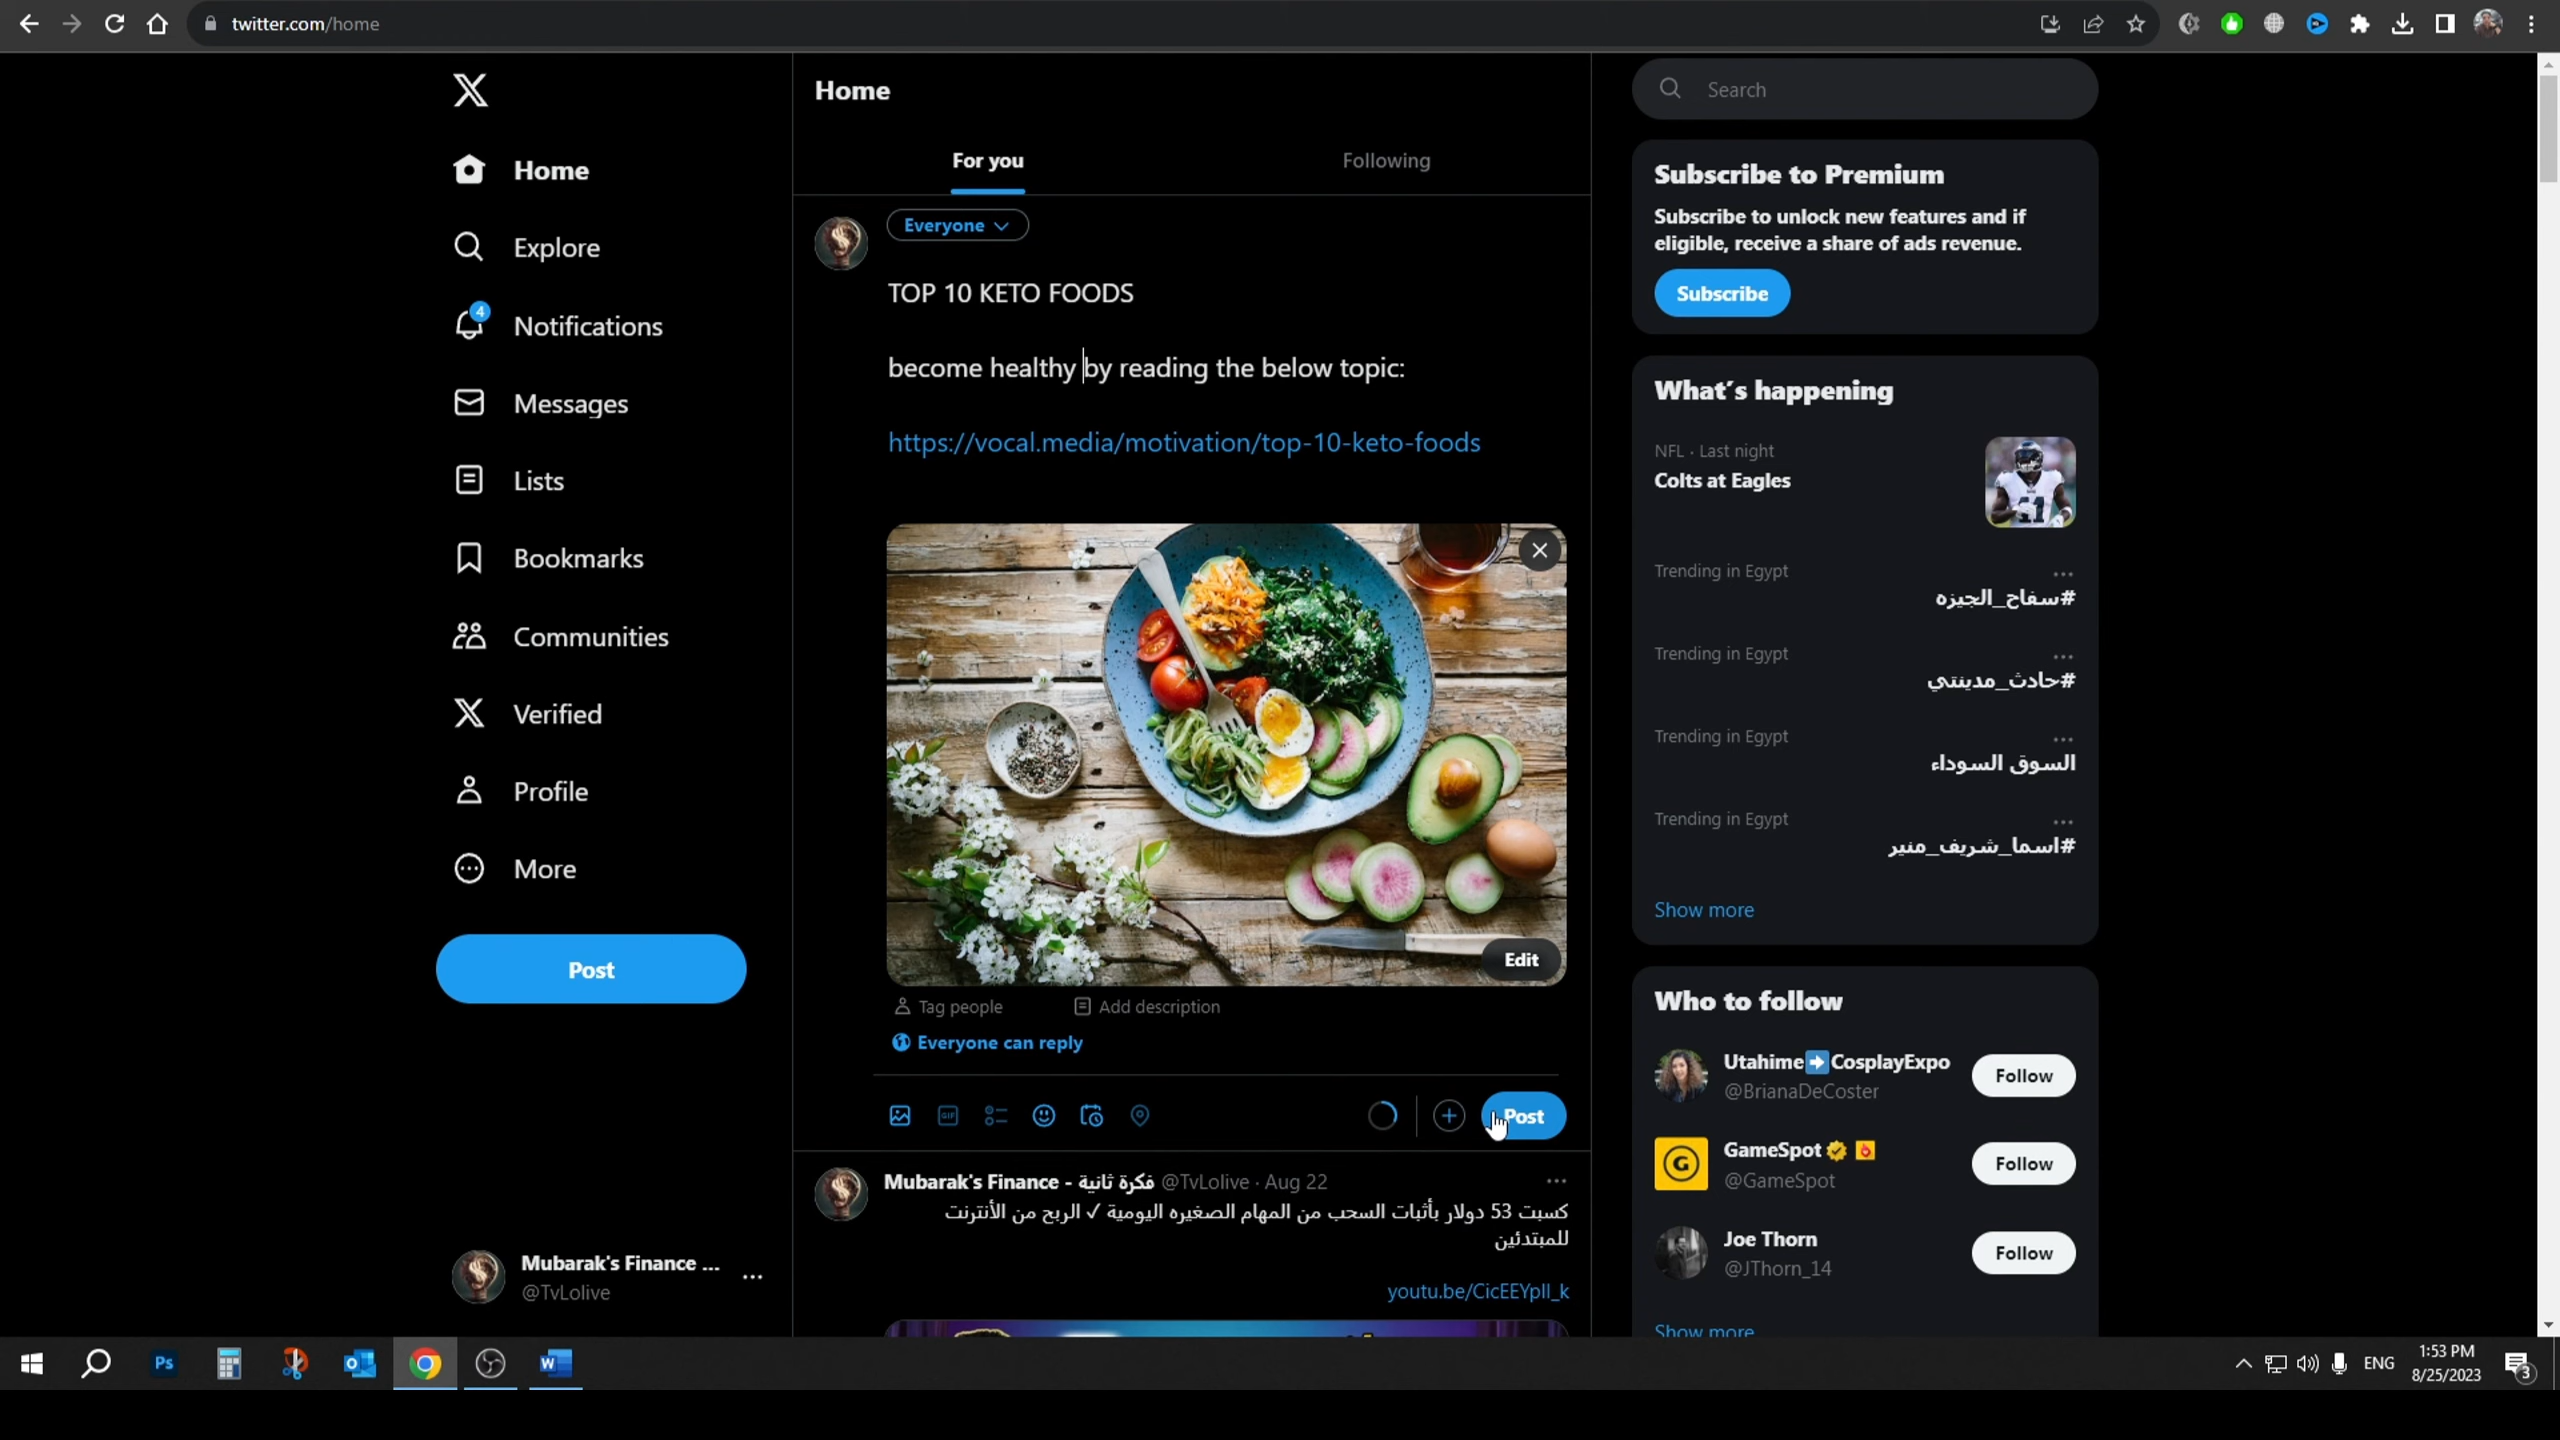 twitter.com/home
Home
Explore
4
Notifications
Messages
Lists
Bookmarks
Communities
Verified
Profile
More
Post
Mubarak's Finance ...
@TvLolive
Home
For you
Following
Everyone
TOP 10 KETO FOODS
become healthy by reading the below topic:
https://vocal.media/motivation/top-10-keto-foods
Edit
Tag people
Add description
Everyone can reply
GIF
Post
Mubarak's Finance - فكرة ثانية @TvLolive · Aug 22
كسبت 53 دولار بأثبات السحب من المهام الصغيره اليومية ✓ الربح من الأنترنت
للمبتدئين
youtu.be/CicEEYpII_k
Search
Subscribe to Premium
Subscribe to unlock new features and if
eligible, receive a share of ads revenue.
Subscribe
What's happening
NFL · Last night
Colts at Eagles
Trending in Egypt
#سفاح_الجيزه
Trending in Egypt
#حادث_مدينتي
Trending in Egypt
السوق السوداء
Trending in Egypt
#اسما_شريف_منير
Show more
Who to follow
Utahime➡CosplayExpo
@BrianaDeCoster
Follow
G
GameSpot
@GameSpot
Follow
Joe Thorn
@JThorn_14
Follow
Show more
Ps
W
ENG
1:53 PM
8/25/2023
3